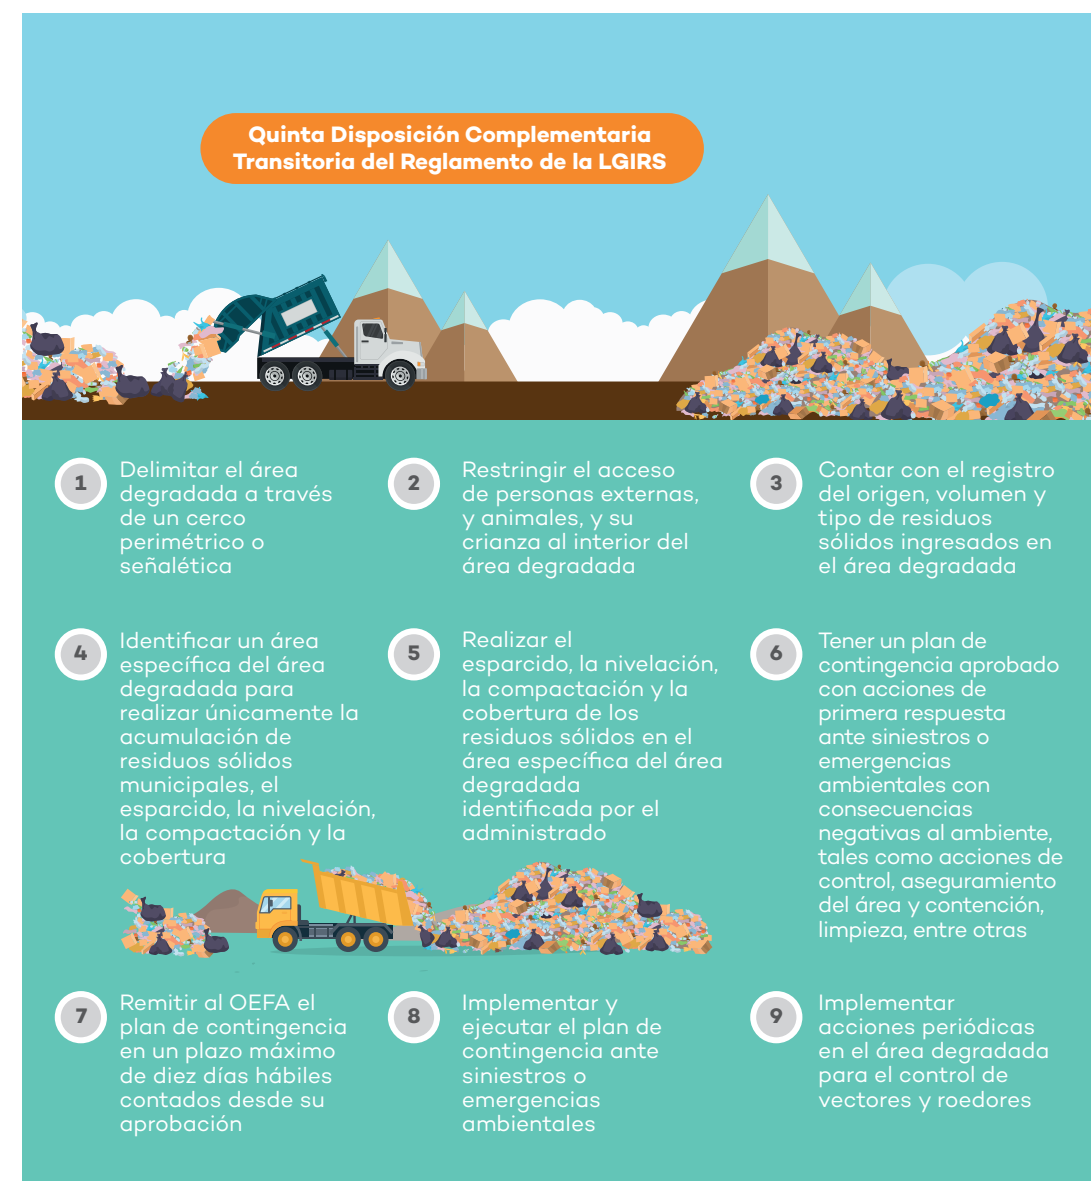 Quinta Disposición Complementaria
Transitoria del Reglamento de la LGIRS
1
Delimitar el área
degradada a través
de un cerco
perimétrico o
señalética
2
Restringir el acceso
de personas externas,
y animales, y su
crianza al interior del
área degradada
3
Contar con el registro
del origen, volumen y
tipo de residuos
sólidos ingresados en
el área degradada
4
Identificar un área
específica del área
degradada para
realizar únicamente la
acumulación de
residuos sólidos
municipales, el
esparcido, la nivelación,
la compactación y la
cobertura
5
Realizar el
esparcido, la nivelación,
la compactación y la
cobertura de los
residuos sólidos en el
área específica del área
degradada
identificada por el
administrado
6
Tener un plan de
contingencia aprobado
con acciones de
primera respuesta
ante siniestros o
emergencias
ambientales con
consecuencias
negativas al ambiente,
tales como acciones de
control, aseguramiento
del área y contención,
limpieza, entre otras
7
Remitir al OEFA el
plan de contingencia
en un plazo máximo
de diez días hábiles
contados desde su
aprobación
8
Implementar y
ejecutar el plan de
contingencia ante
siniestros o
emergencias
ambientales
9
Implementar
acciones periódicas
en el área degradada
para el control de
vectores y roedores